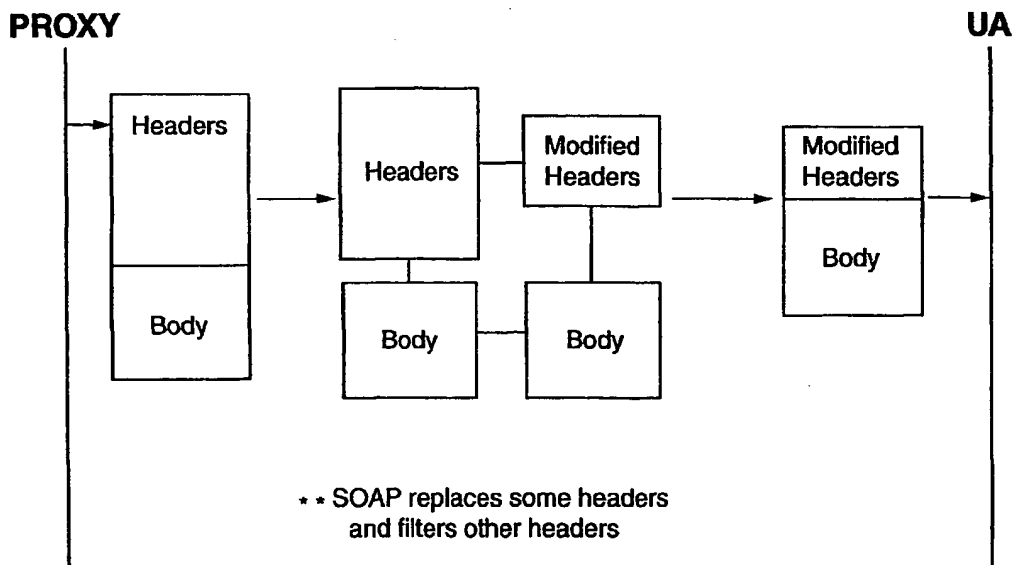 PROXY
UA
Headers
Body
Headers
Body
Modified
Headers
Body
Modified
Headers
Body
* * SOAP replaces some headers
and filters other headers